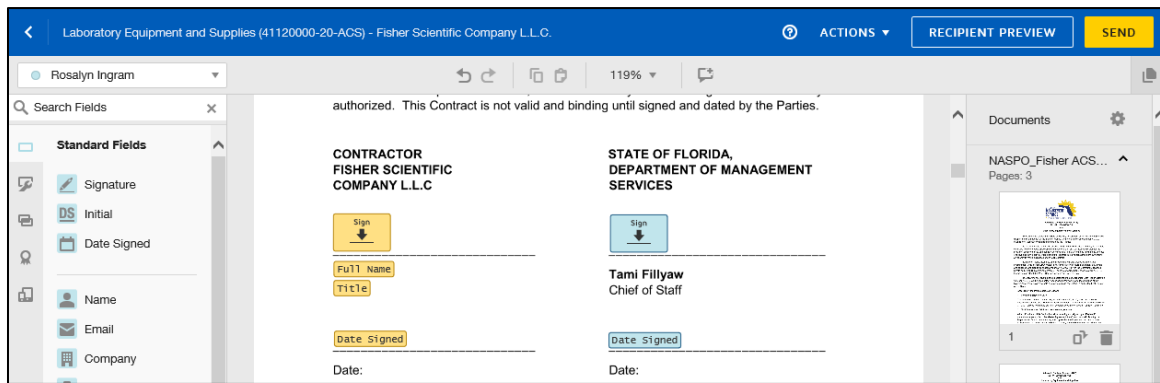 Laboratory Equipment and Supplies (41120000-20-ACS) - Fisher Scientific Company L.L.C.
ACTIONS
RECIPIENT PREVIEW
SEND
Rosalyn Ingram
119%
Search Fields
Standard Fields
Signature
DS Initial
Date Signed
Name
Email
Company
authorized. This Contract is not valid and binding until signed and dated by the Parties.
CONTRACTOR
FISHER SCIENTIFIC
COMPANY L.L.C
Sign
Full Name
Title
Date Signed
Date:
STATE OF FLORIDA,
DEPARTMENT OF MANAGEMENT
SERVICES
Sign
Tami Fillyaw
Chief of Staff
Date Signed
Date:
Documents
NASPO_Fisher ACS...
Pages: 3
1